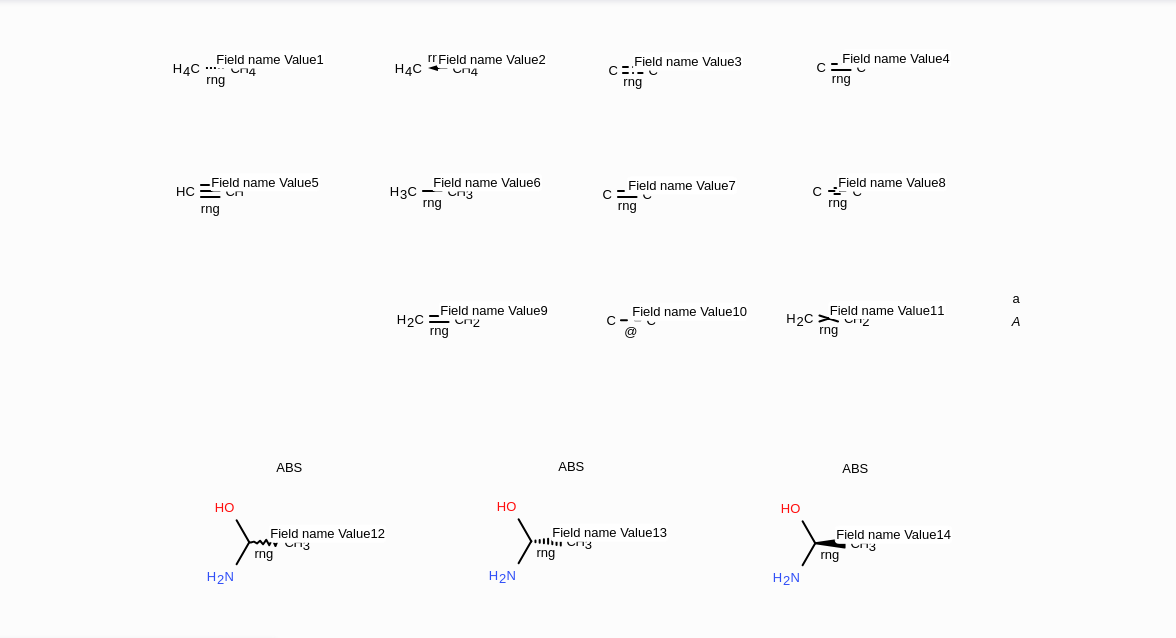 H4C CH4 Field name Value1
rng
H4C CH4 Field name Value2
C C Field name Value3
rng
C C Field name Value4
rng
HC CH Field name Value5
rng
H3C CH3 Field name Value6
rng
C C Field name Value7
rng
C C Field name Value8
rng
H2C CH2 Field name Value9
rng
C C Field name Value10
@
H2C CH2 Field name Value11
rng
a
A
ABS
ABS
ABS
HO
Field name Value12
CH3
rng
H2N
HO
Field name Value13
CH3
rng
H2N
HO
Field name Value14
CH3
rng
H2N